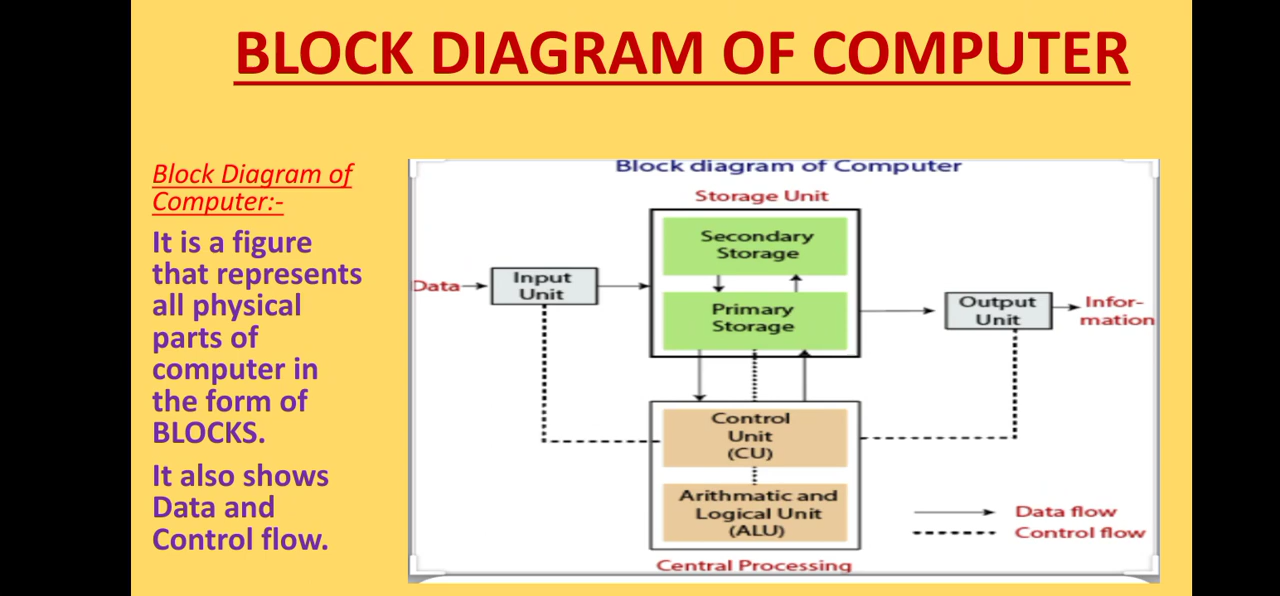 BLOCK DIAGRAM OF COMPUTER
Block Diagram of
Computer:-
It is a figure
that represents
all physical
parts of
computer in
the form of
BLOCKS.
It also shows
Data and
Control flow.
Block diagram of Computer
Storage Unit
Secondary
Storage
Data
Input
Unit
Primary
Storage
Output
Unit
Infor-
mation
Control
Unit
(CU)
Arithmatic and
Logical Unit
(ALU)
Data flow
Control flow
Central Processing